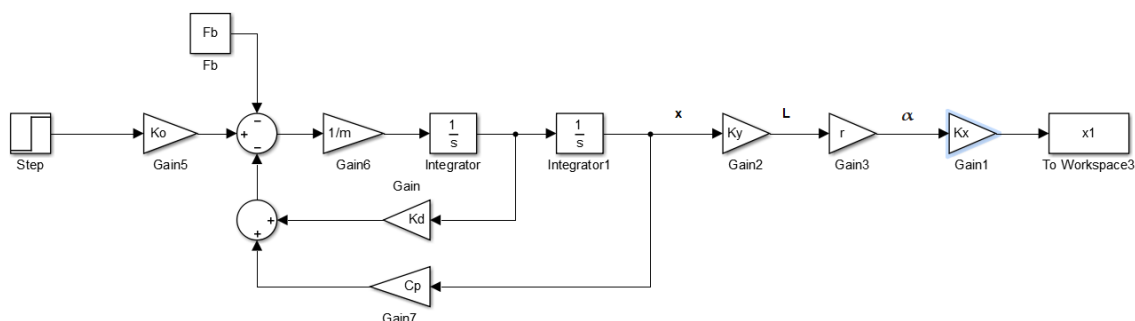 Fb
Fb
x
L
α
Ko
+
−
−
1/m
1
s
1
s
Ky
r
Kx
x1
Step
Gain5
Gain6
Integrator
Integrator1
Gain2
Gain3
Gain1
To Workspace3
Gain
+
+
Kd
Cp
Gain7